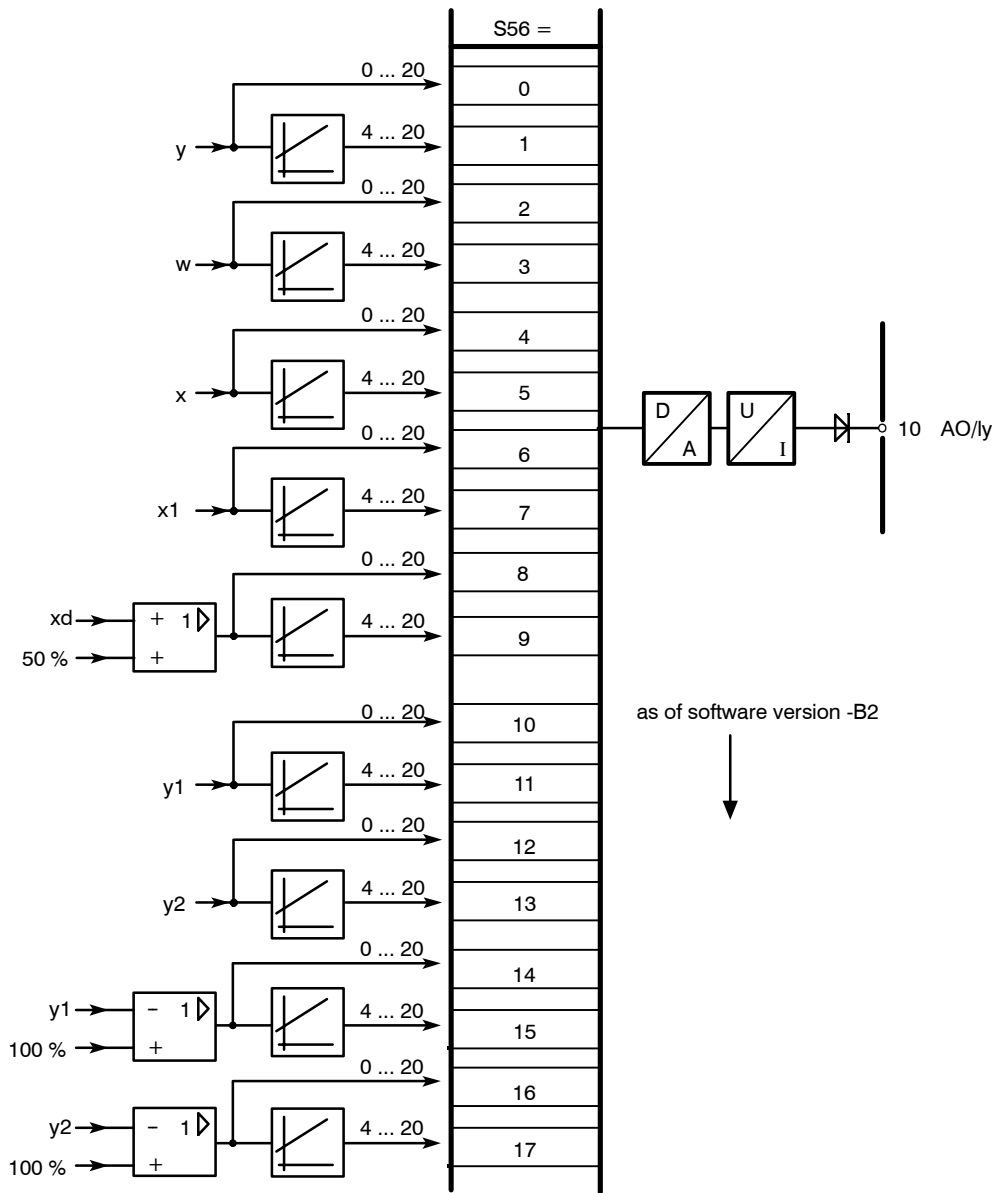 S56 =
0 ... 20
0
y
4 ... 20
1
0 ... 20
2
w
4 ... 20
3
0 ... 20
4
x
4 ... 20
5
D
A
U
I
10 AO/Iy
0 ... 20
6
x1
4 ... 20
7
0 ... 20
8
xd
+ 1
50 %
+
4 ... 20
9
as of software version -B2
0 ... 20
10
y1
4 ... 20
11
0 ... 20
12
y2
4 ... 20
13
0 ... 20
14
y1
- 1
100 %
+
4 ... 20
15
0 ... 20
16
y2
- 1
100 %
+
4 ... 20
17